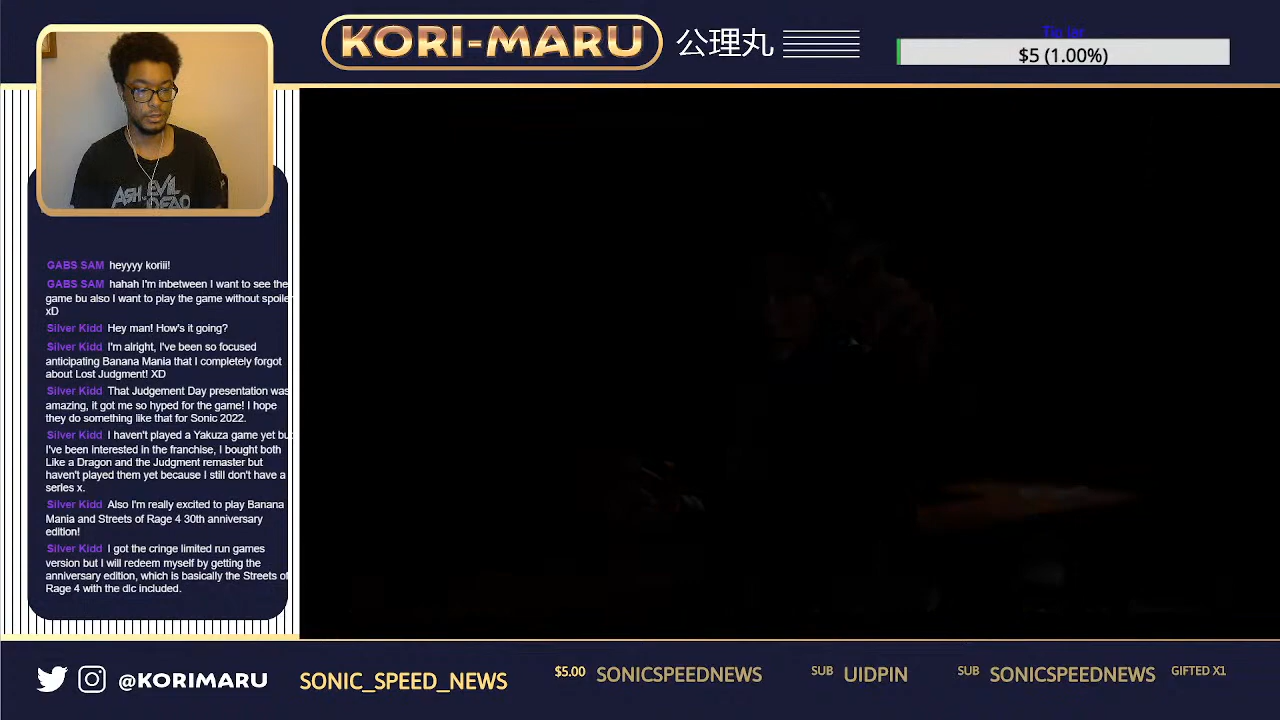 KORI-MARU 公理丸
Tip jar
$5 (1.00%)
ASH EVIL
DEAD
GABS SAM heyyyy koriii!
GABS SAM hahah I'm inbetween I want to see the
game bu also I want to play the game without spoiler
xD
Silver Kidd Hey man! How's it going?
Silver Kidd I'm alright, I've been so focused
anticipating Banana Mania that I completely forgot
about Lost Judgment! XD
Silver Kidd That Judgement Day presentation was
amazing, it got me so hyped for the game! I hope
they do something like that for Sonic 2022.
Silver Kidd I haven't played a Yakuza game yet bu
I've been interested in the franchise, I bought both
Like a Dragon and the Judgment remaster but
haven't played them yet because I still don't have a
series x.
Silver Kidd Also I'm really excited to play Banana
Mania and Streets of Rage 4 30th anniversary
edition!
Silver Kidd I got the cringe limited run games
version but I will redeem myself by getting the
anniversary edition, which is basically the Streets of
Rage 4 with the dlc included.
@KORIMARU
SONIC_SPEED_NEWS
$5.00 SONICSPEEDNEWS
SUB UIDPIN
SUB SONICSPEEDNEWS GIFTED X1